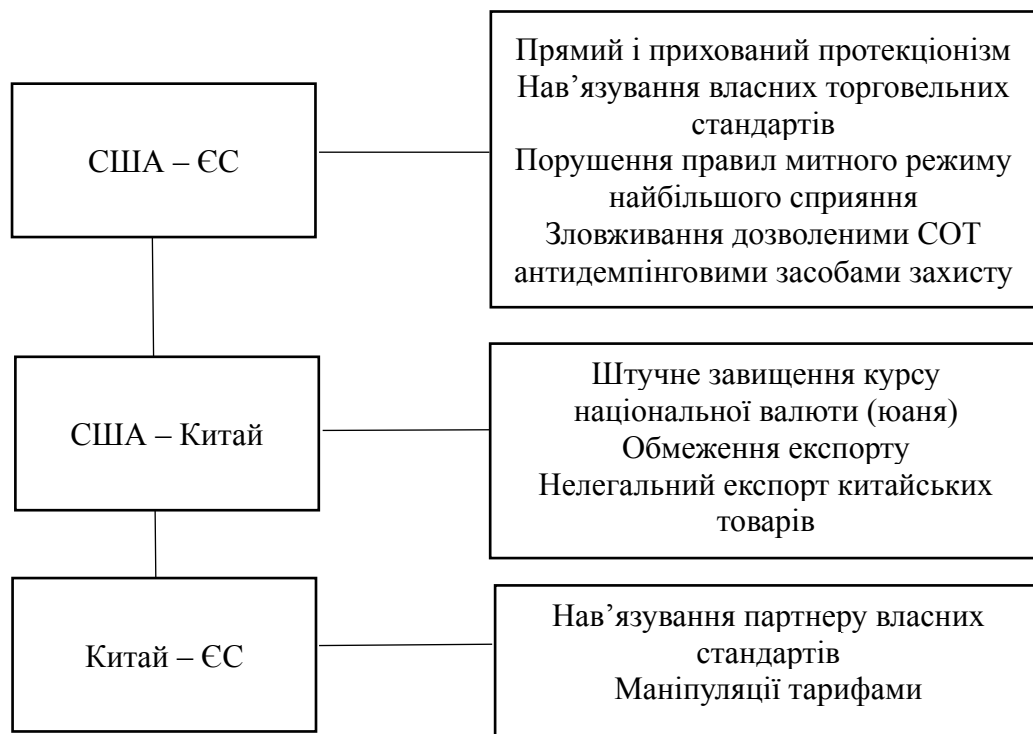 США – ЄС
Прямий і прихований протекціонізм
Нав’язування власних торговельних
стандартів
Порушення правил митного режиму
найбільшого сприяння
Зловживання дозволеними СОТ
антидемпінговими засобами захисту
США – Китай
Штучне завищення курсу
національної валюти (юаня)
Обмеження експорту
Нелегальний експорт китайських
товарів
Китай – ЄС
Нав’язування партнеру власних
стандартів
Маніпуляції тарифами